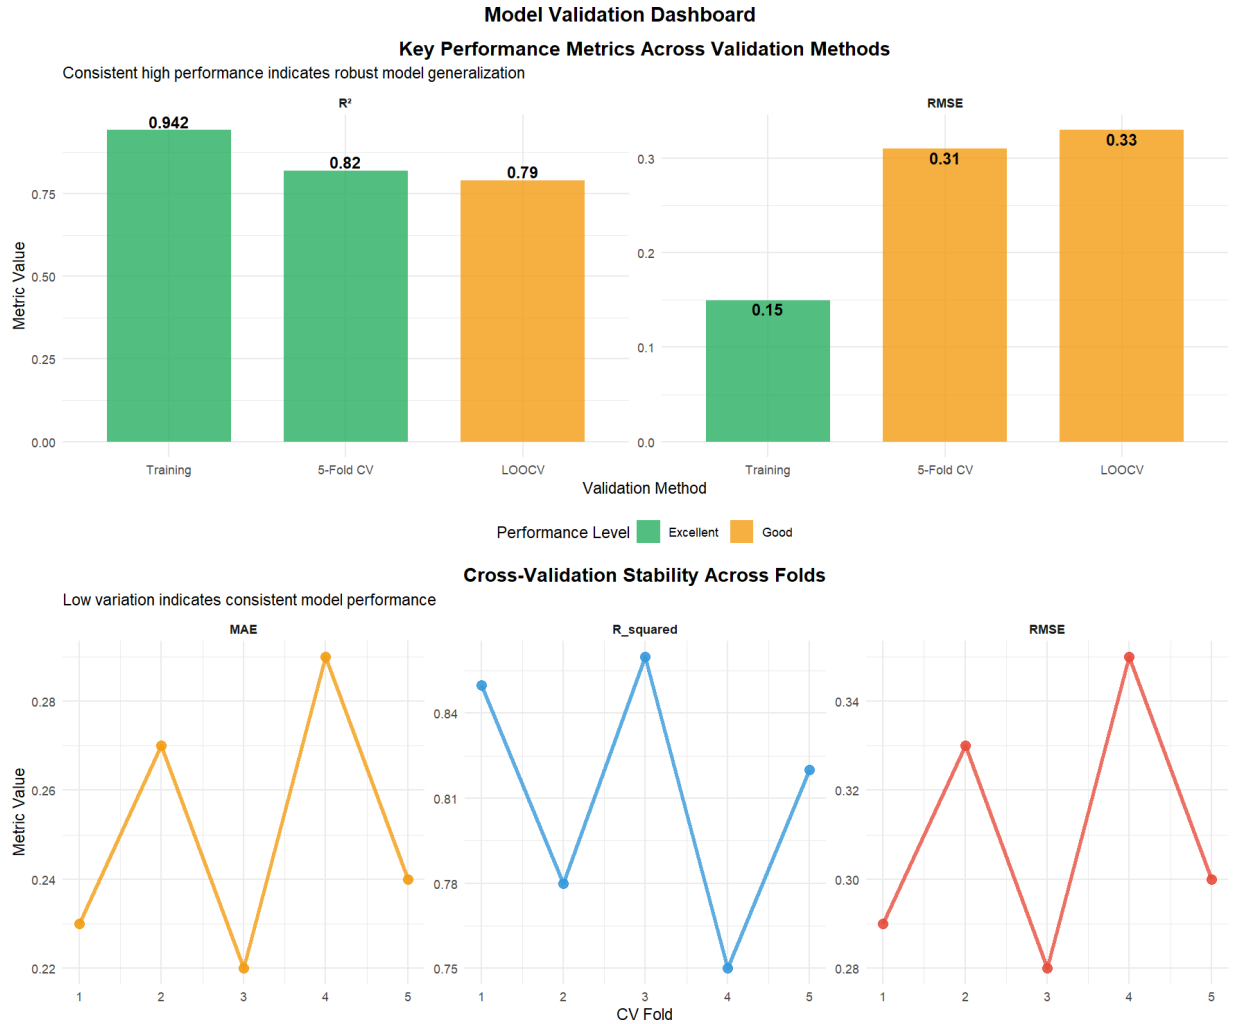 Model Validation Dashboard
Key Performance Metrics Across Validation Methods
Consistent high performance indicates robust model generalization
R²
RMSE
Metric Value
0.75
0.50
0.25
0.00
0.942
0.82
0.79
Training
5-Fold CV
LOOCV
0.3
0.2
0.1
0.0
0.15
0.31
0.33
Training
5-Fold CV
LOOCV
Validation Method
Performance Level Excellent Good
Cross-Validation Stability Across Folds
Low variation indicates consistent model performance
MAE
R_squared
RMSE
Metric Value
0.28
0.26
0.24
0.22
1 2 3 4 5
0.84
0.81
0.78
0.75
1 2 3 4 5
0.34
0.32
0.30
0.28
1 2 3 4 5
CV Fold